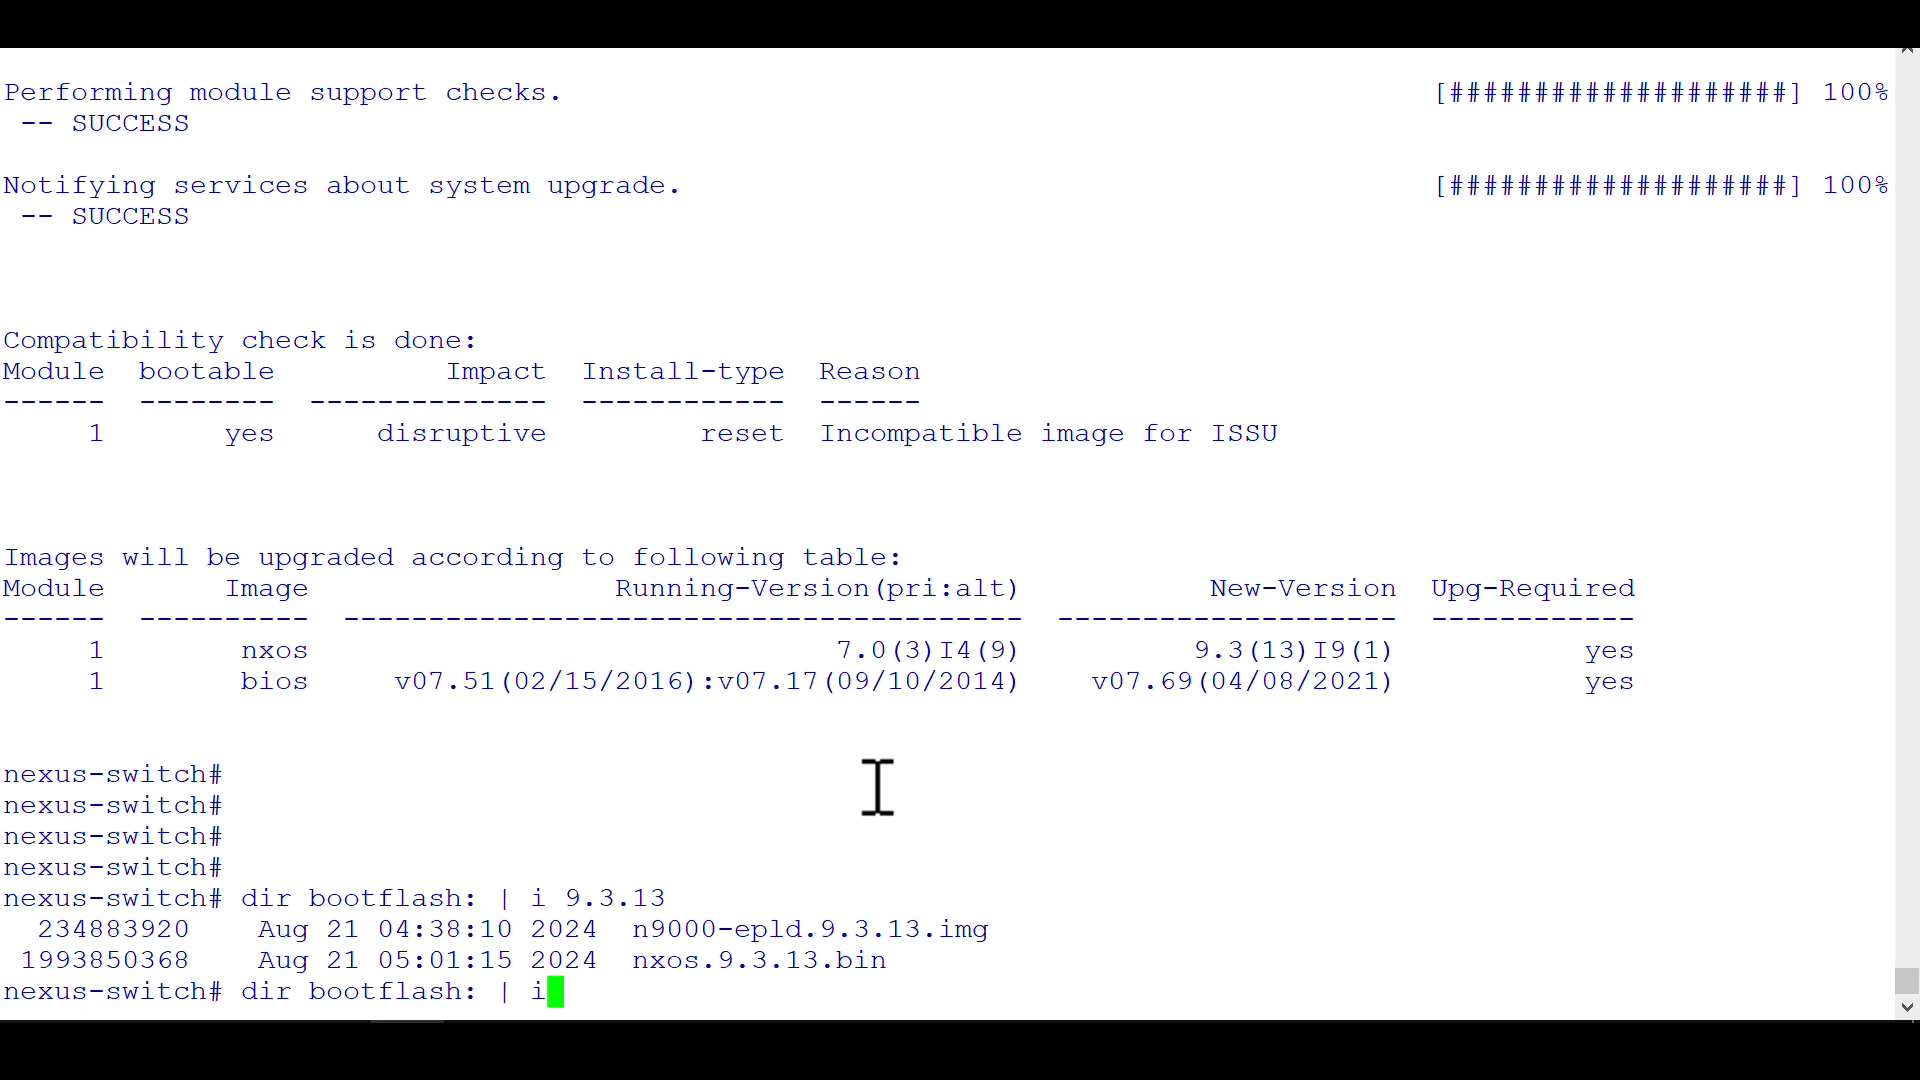 Performing module support checks. [####################] 100%
-- SUCCESS
Notifying services about system upgrade. [####################] 100%
-- SUCCESS
Compatibility check is done:
Module bootable Impact Install-type Reason
------ -------- -------------- ------------ ------
1 yes disruptive reset Incompatible image for ISSU
Images will be upgraded according to following table:
Module Image Running-Version(pri:alt) New-Version Upg-Required
------ ---------- ---------------------------------------- -------------------- ------------
1 nxos 7.0(3)I4(9) 9.3(13)I9(1) yes
1 bios v07.51(02/15/2016):v07.17(09/10/2014) v07.69(04/08/2021) yes
nexus-switch#
nexus-switch#
nexus-switch#
nexus-switch#
nexus-switch# dir bootflash: | i 9.3.13
234883920 Aug 21 04:38:10 2024 n9000-epld.9.3.13.img
1993850368 Aug 21 05:01:15 2024 nxos.9.3.13.bin
nexus-switch# dir bootflash: | i